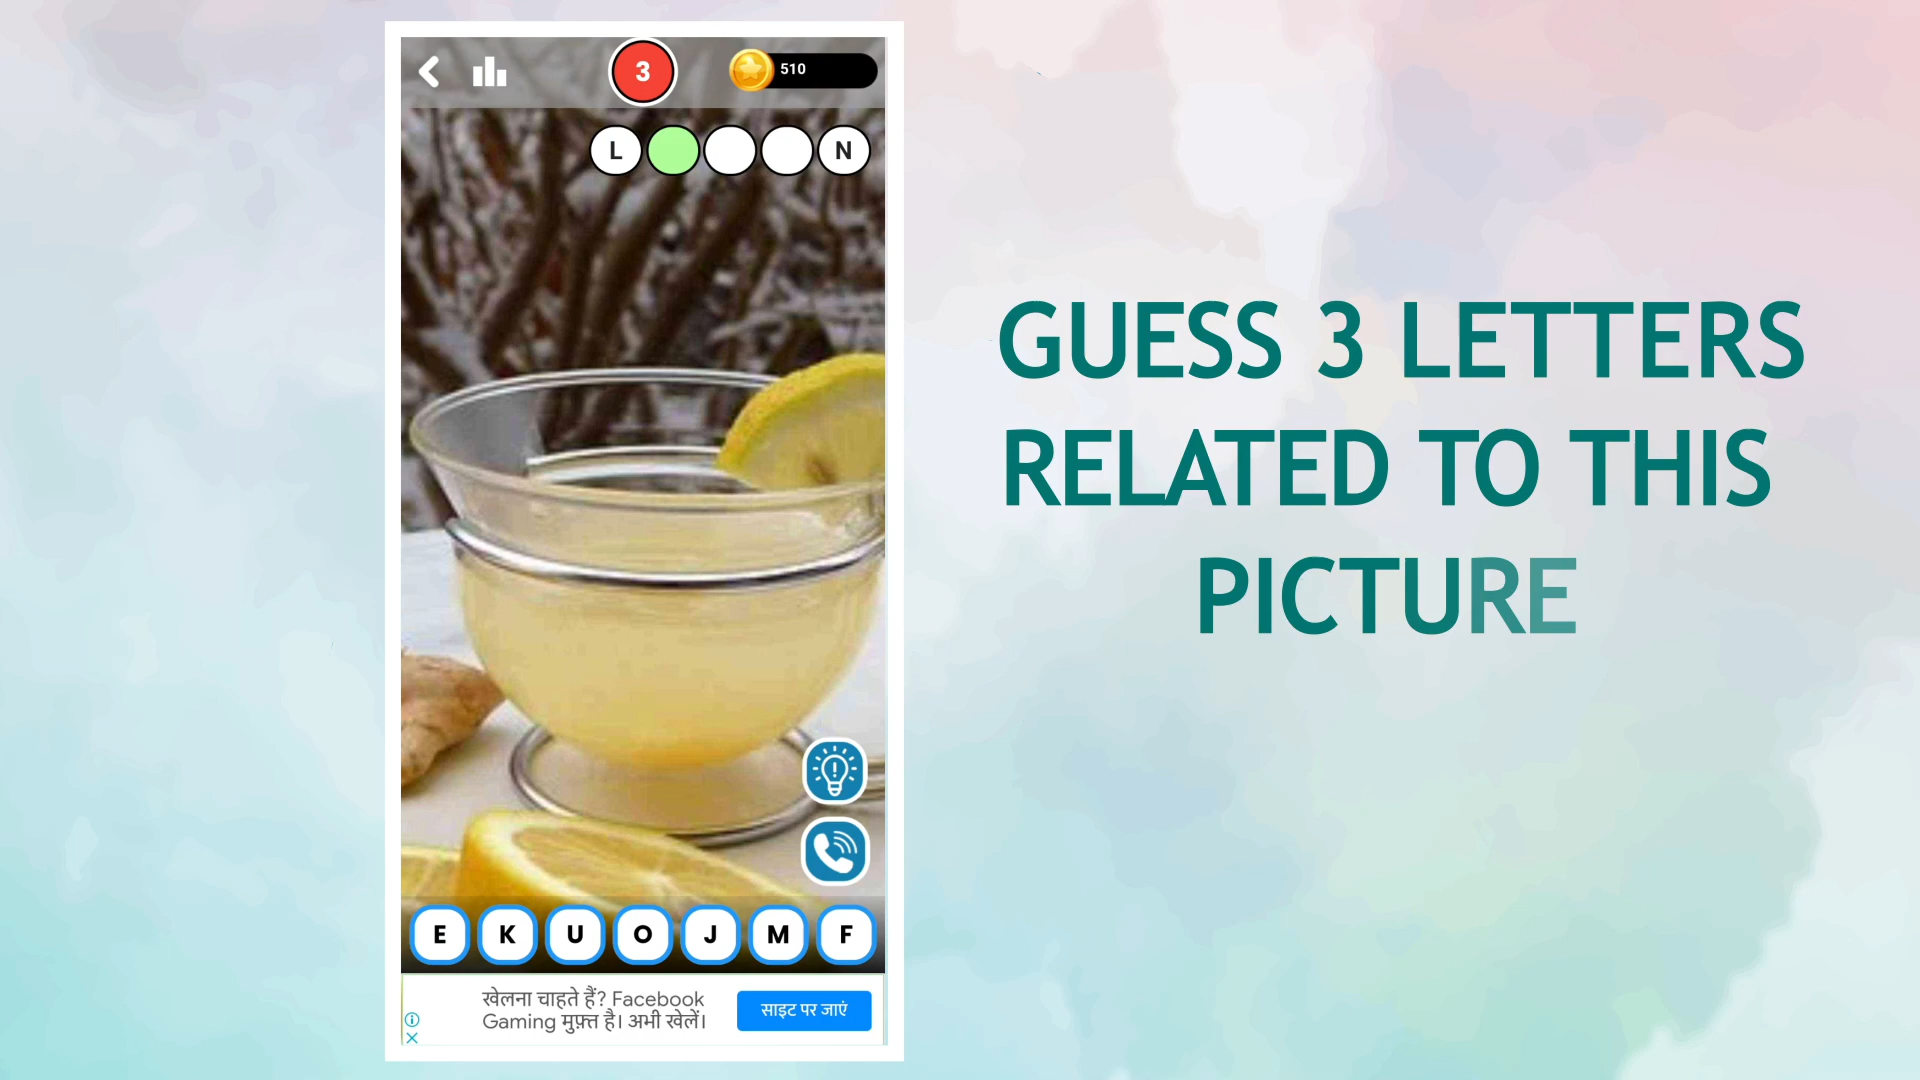 3
510
L N
GUESS 3 LETTERS
RELATED TO THIS
PICTURE
E K U O J M F
खेलना चाहते हैं? Facebook
Gaming मुफ़्त है। अभी खेलें।
साइट पर जाएं